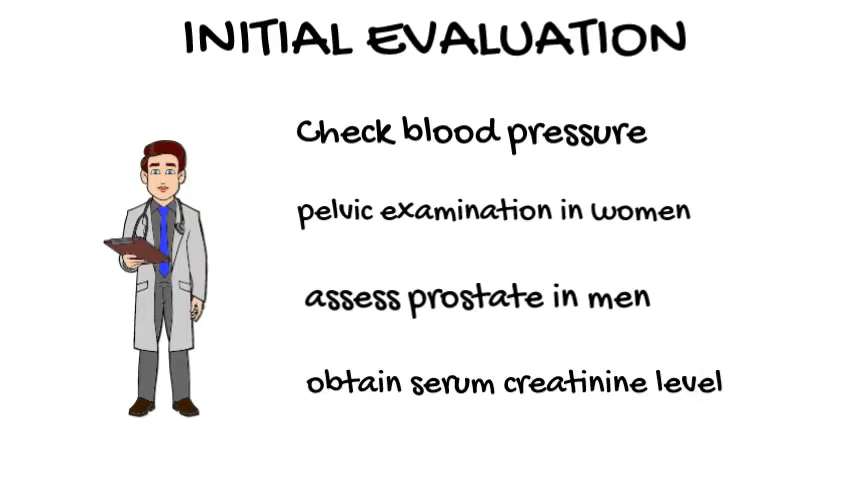 INITIAL EVALUATION
Check blood pressure
pelvic examination in women
assess prostate in men
obtain serum creatinine level